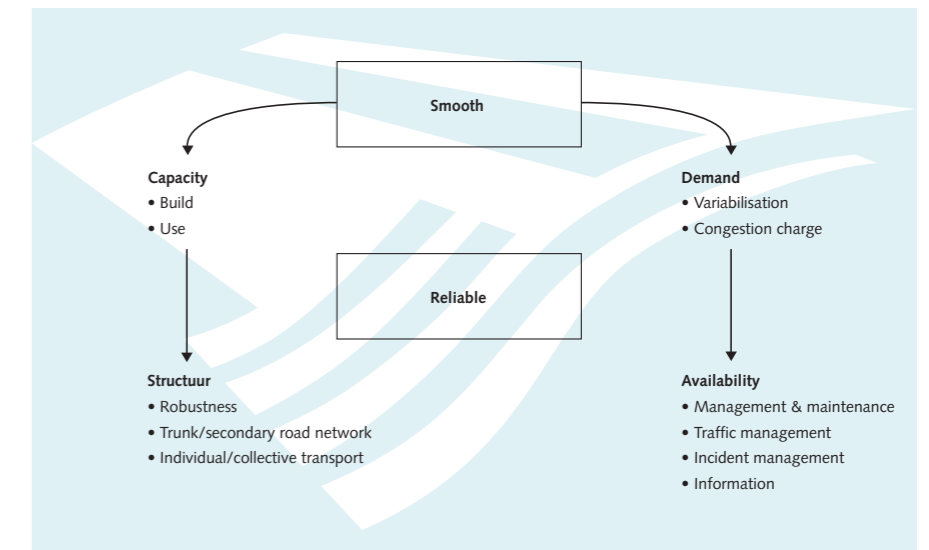 Smooth
Capacity
• Build
• Use
Demand
• Variabilisation
• Congestion charge
Reliable
Structuur
• Robustness
• Trunk/secondary road network
• Individual/collective transport
Availability
• Management & maintenance
• Traffic management
• Incident management
• Information